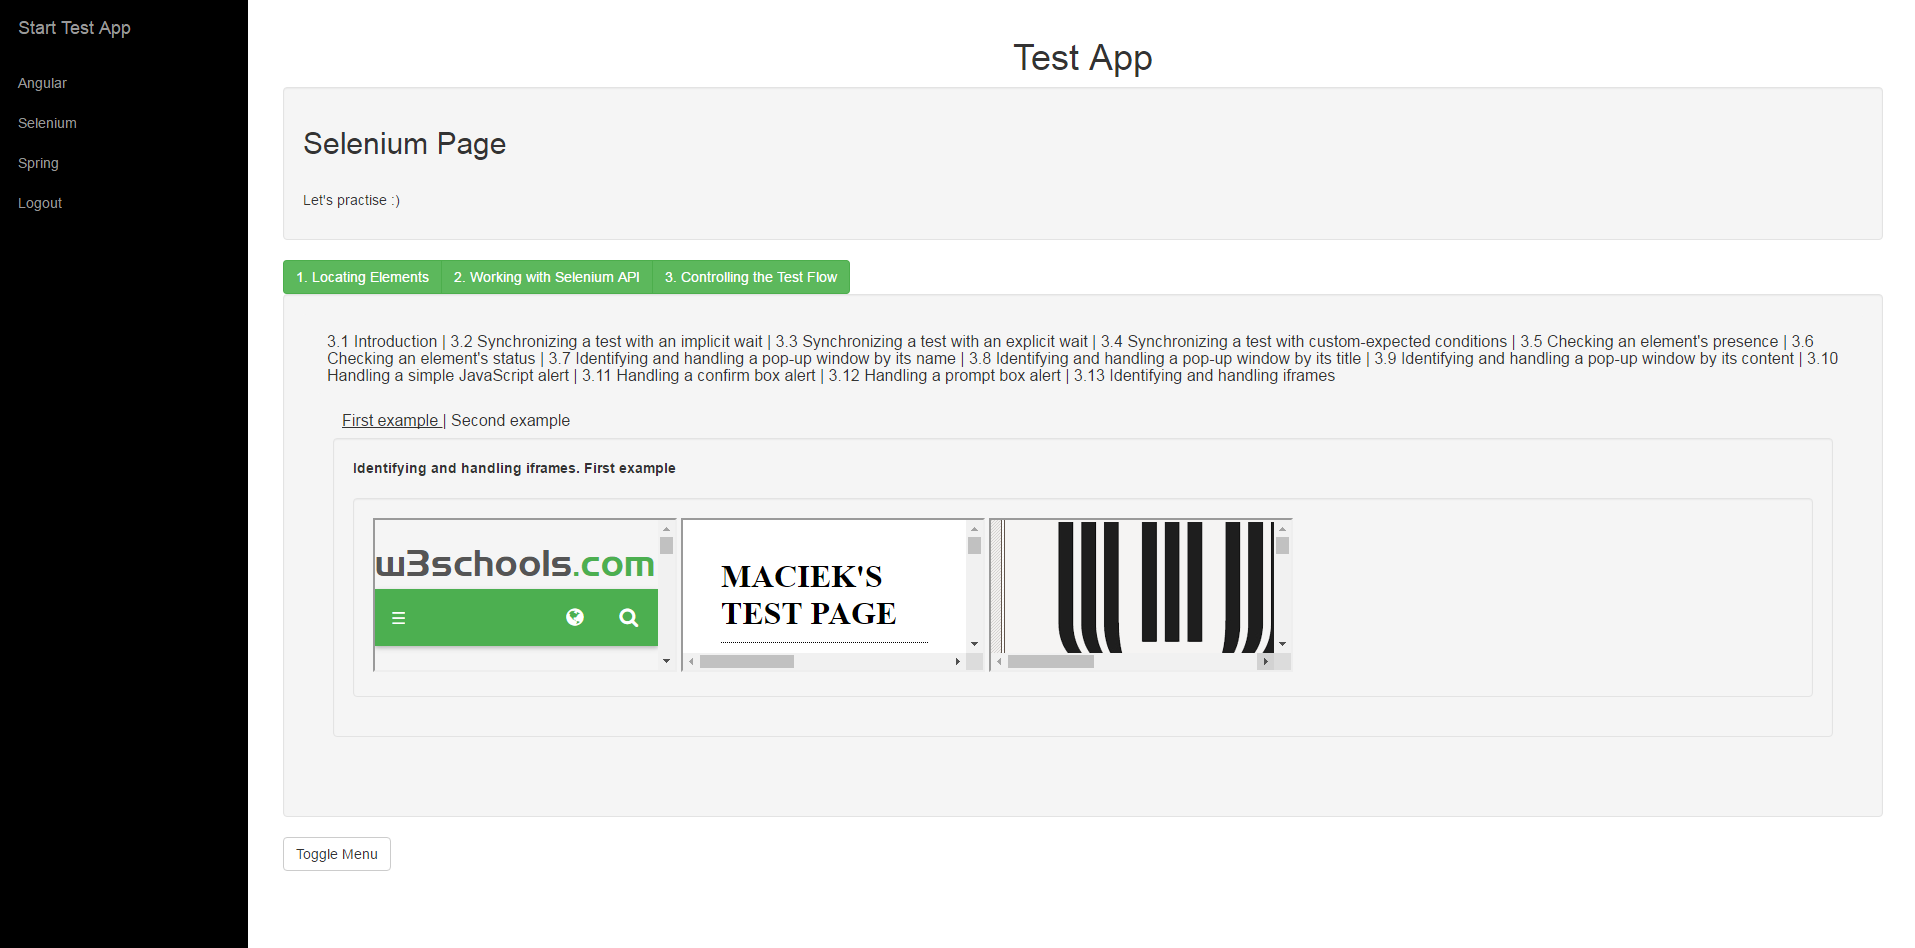 Start Test App
Angular
Selenium
Spring
Logout
Test App
Selenium Page
Let's practise :)
1. Locating Elements
2. Working with Selenium API
3. Controlling the Test Flow
3.1 Introduction | 3.2 Synchronizing a test with an implicit wait | 3.3 Synchronizing a test with an explicit wait | 3.4 Synchronizing a test with custom-expected conditions | 3.5 Checking an element's presence | 3.6
Checking an element's status | 3.7 Identifying and handling a pop-up window by its name | 3.8 Identifying and handling a pop-up window by its title | 3.9 Identifying and handling a pop-up window by its content | 3.10
Handling a simple JavaScript alert | 3.11 Handling a confirm box alert | 3.12 Handling a prompt box alert | 3.13 Identifying and handling iframes
First example | Second example
Identifying and handling iframes. First example
w3schools.com
MACIEK'S
TEST PAGE
Toggle Menu